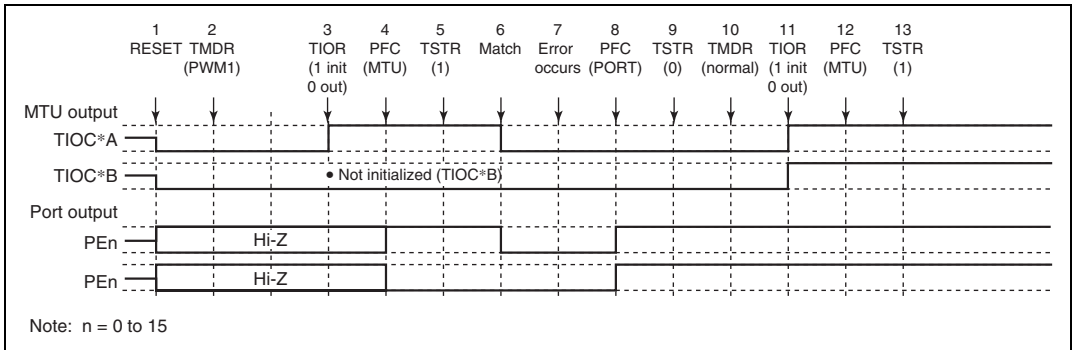 1 2 3 4 5 6 7 8 9 10 11 12 13
RESET TMDR TIOR PFC TSTR Match Error PFC TSTR TMDR TIOR PFC TSTR
(PWM1) (1 init (MTU) (1) occurs (PORT) (0) (normal) (1 init (MTU) (1)
0 out) 0 out)
MTU output
TIOC*A
TIOC*B • Not initialized (TIOC*B)
Port output
PEn Hi-Z
PEn Hi-Z
Note: n = 0 to 15